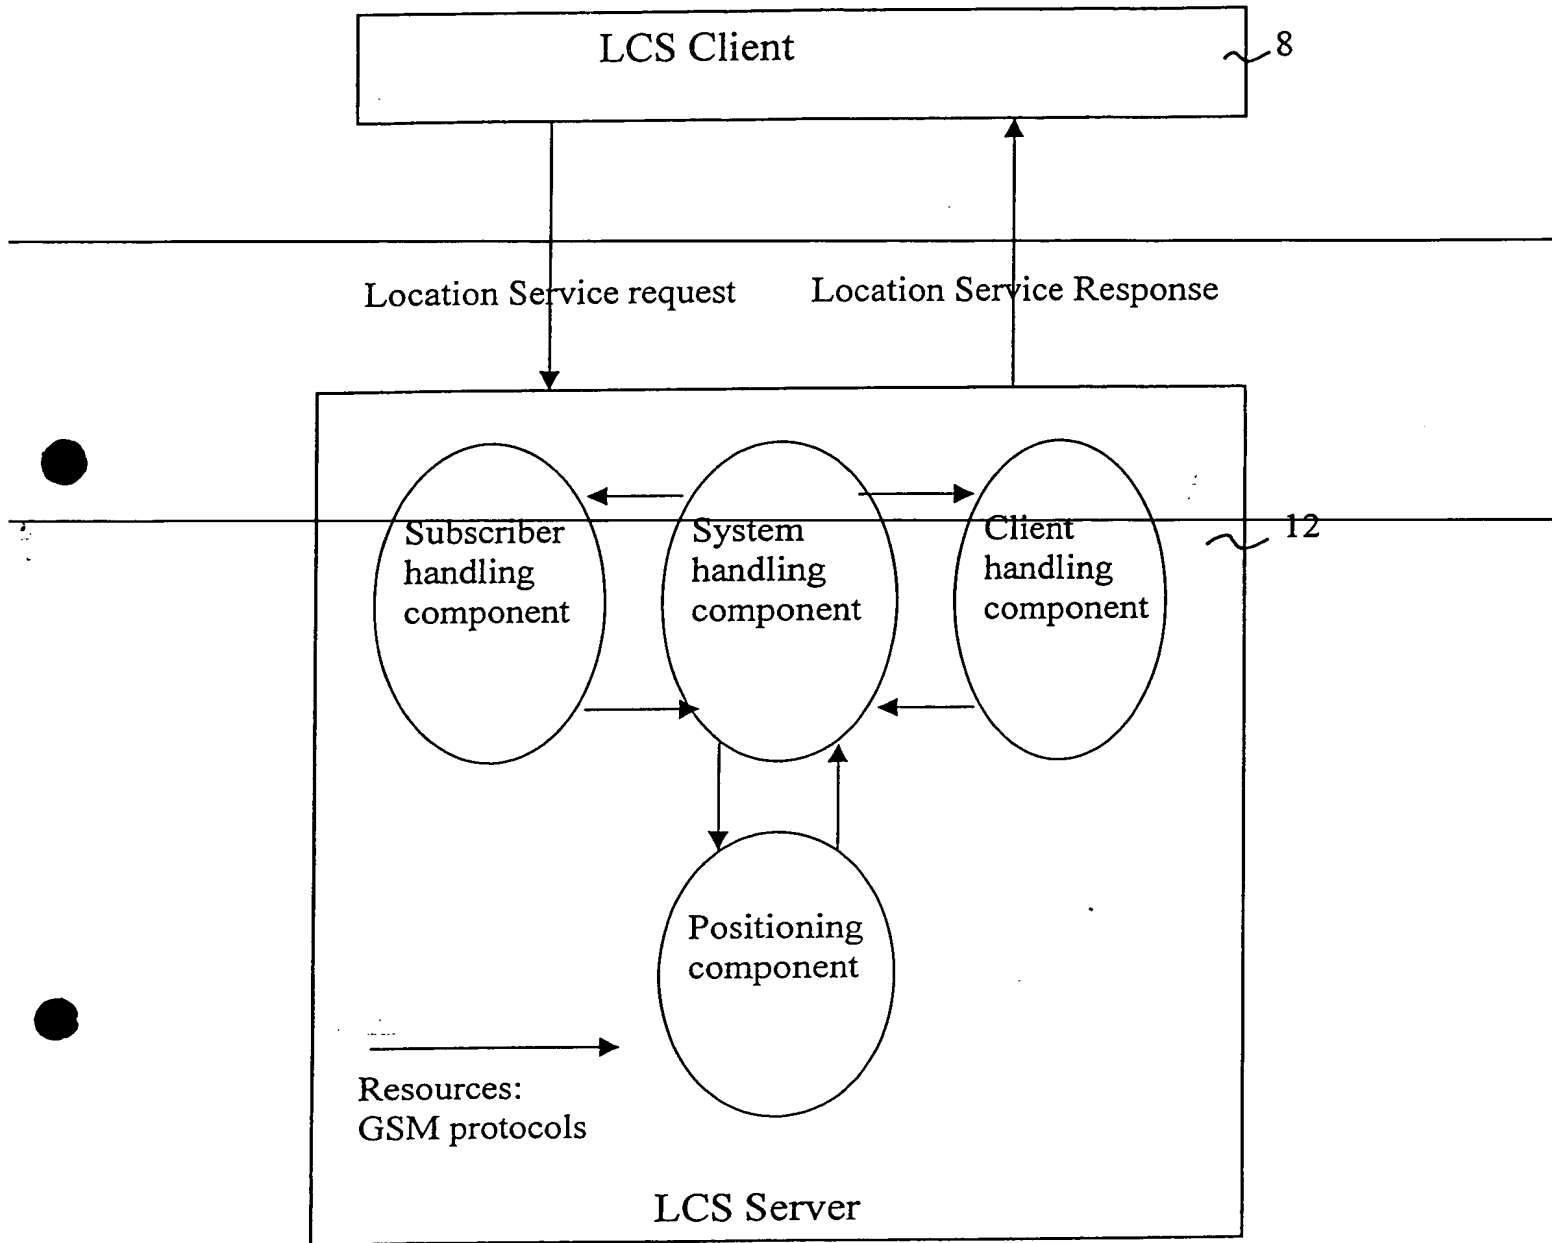 LCS Client
8
Location Service request
Location Service Response
Subscriber
handling
component
System
handling
component
Client
handling
component
12
Positioning
component
Resources:
GSM protocols
LCS Server